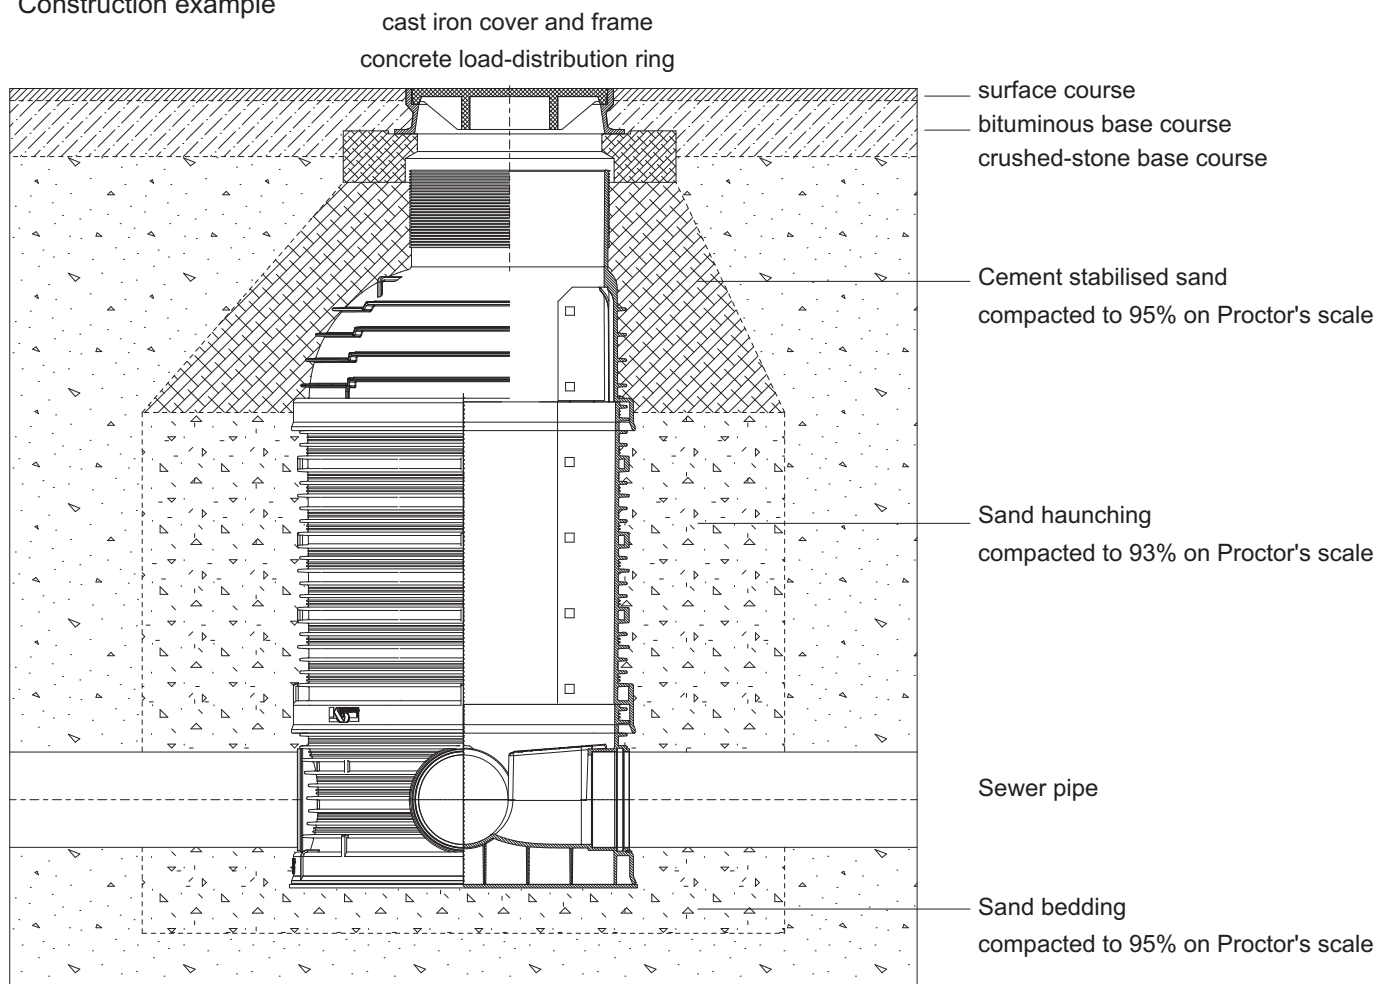 Construction example
cast iron cover and frame
concrete load-distribution ring
surface course
bituminous base course
crushed-stone base course
Cement stabilised sand
compacted to 95% on Proctor's scale
Sand haunching
compacted to 93% on Proctor's scale
Sewer pipe
Sand bedding
compacted to 95% on Proctor's scale